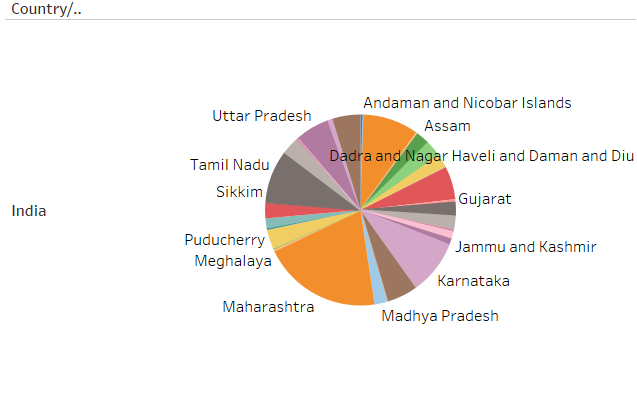 Country/..
Andaman and Nicobar Islands
Uttar Pradesh
Assam
Dadra and Nagar Haveli and Daman and Diu
Tamil Nadu
Sikkim
Gujarat
India
Puducherry
Jammu and Kashmir
Meghalaya
Karnataka
Maharashtra
Madhya Pradesh